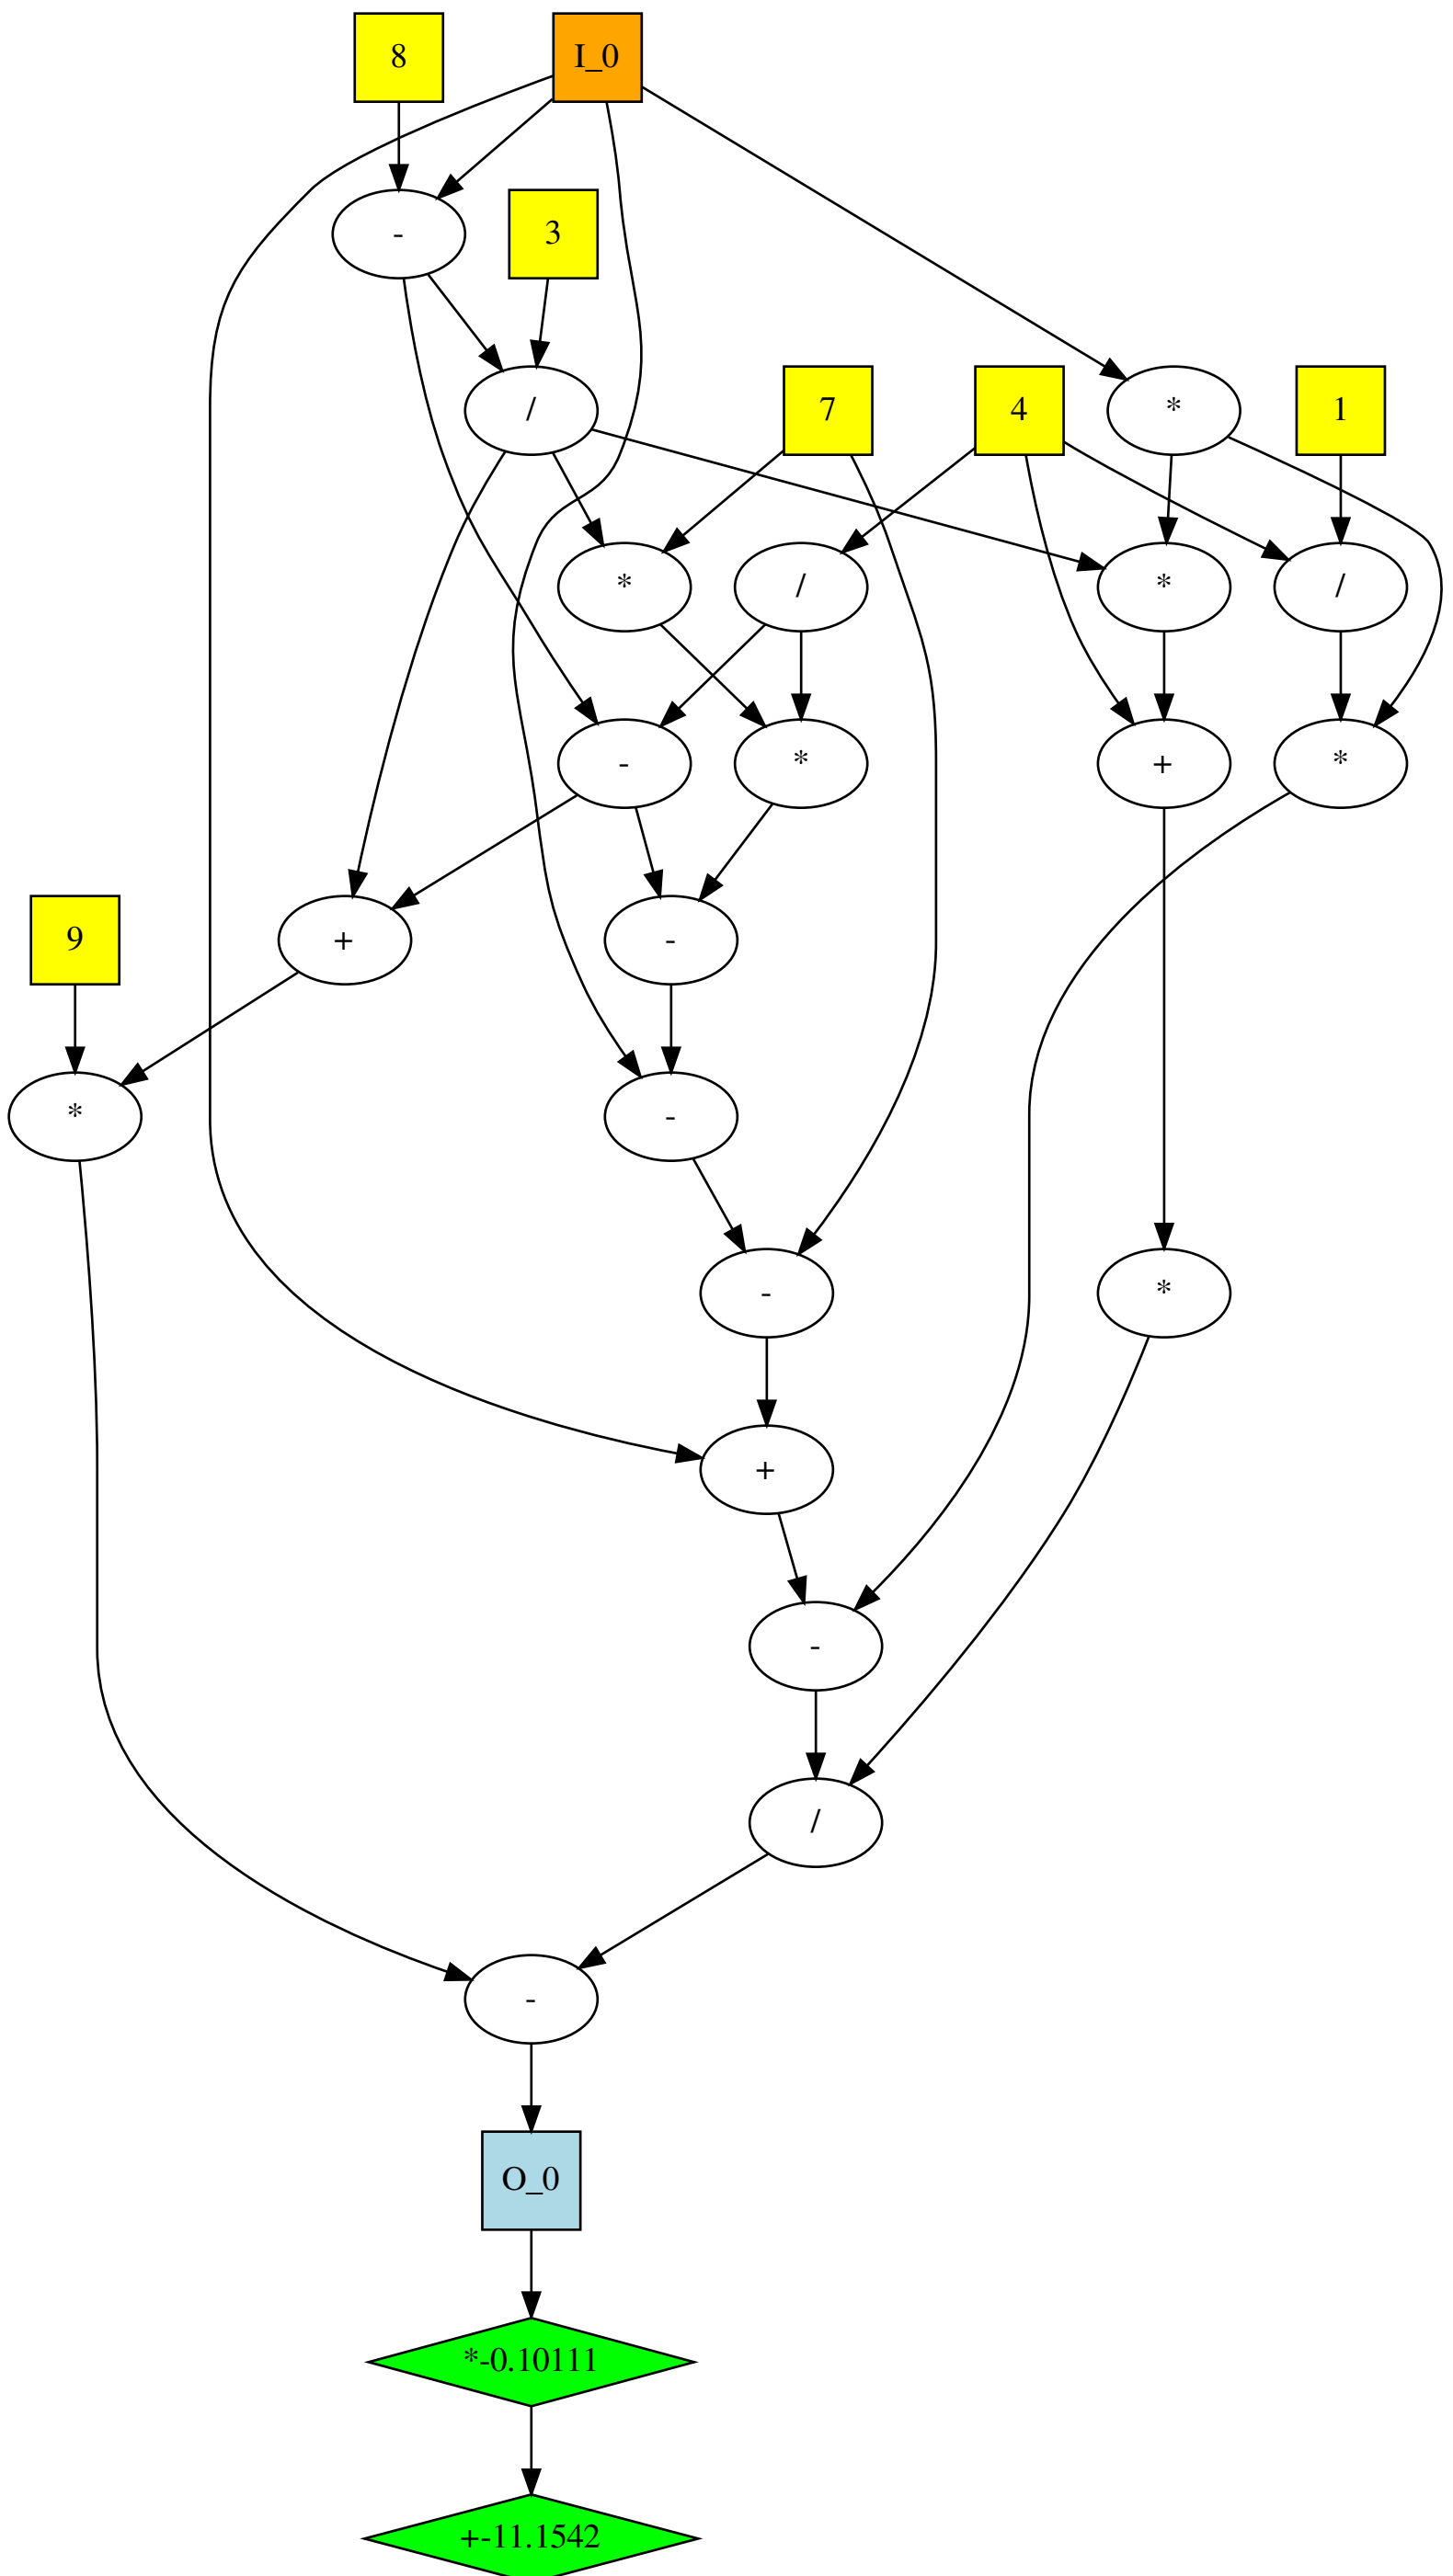 8 I_0
- 3
/ 7 4 * 1
* / * /
- * + *
9 + -
* -
- *
+
-
/
-
O_0
*-0.10111
+-11.1542